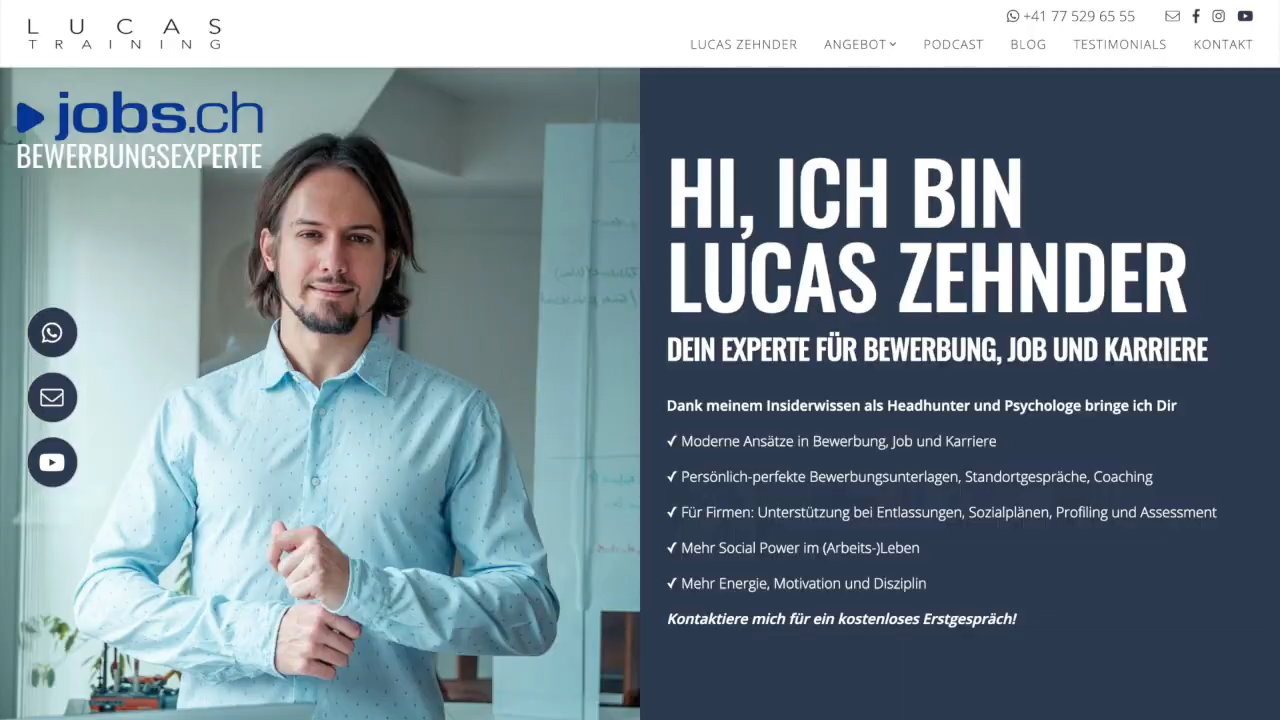 LUCAS
TRAINING
+41 77 529 65 55
LUCAS ZEHNDER ANGEBOT PODCAST BLOG TESTIMONIALS KONTAKT
jobs.ch
BEWERBUNGSEXPERTE
HI, ICH BIN
LUCAS ZEHNDER
DEIN EXPERTE FÜR BEWERBUNG, JOB UND KARRIERE
Dank meinem Insiderwissen als Headhunter und Psychologe bringe ich Dir
✓ Moderne Ansätze in Bewerbung, Job und Karriere
✓ Persönlich-perfekte Bewerbungsunterlagen, Standortgespräche, Coaching
✓ Für Firmen: Unterstützung bei Entlassungen, Sozialplänen, Profiling und Assessment
✓ Mehr Social Power im (Arbeits-)Leben
✓ Mehr Energie, Motivation und Disziplin
Kontaktiere mich für ein kostenloses Erstgespräch!